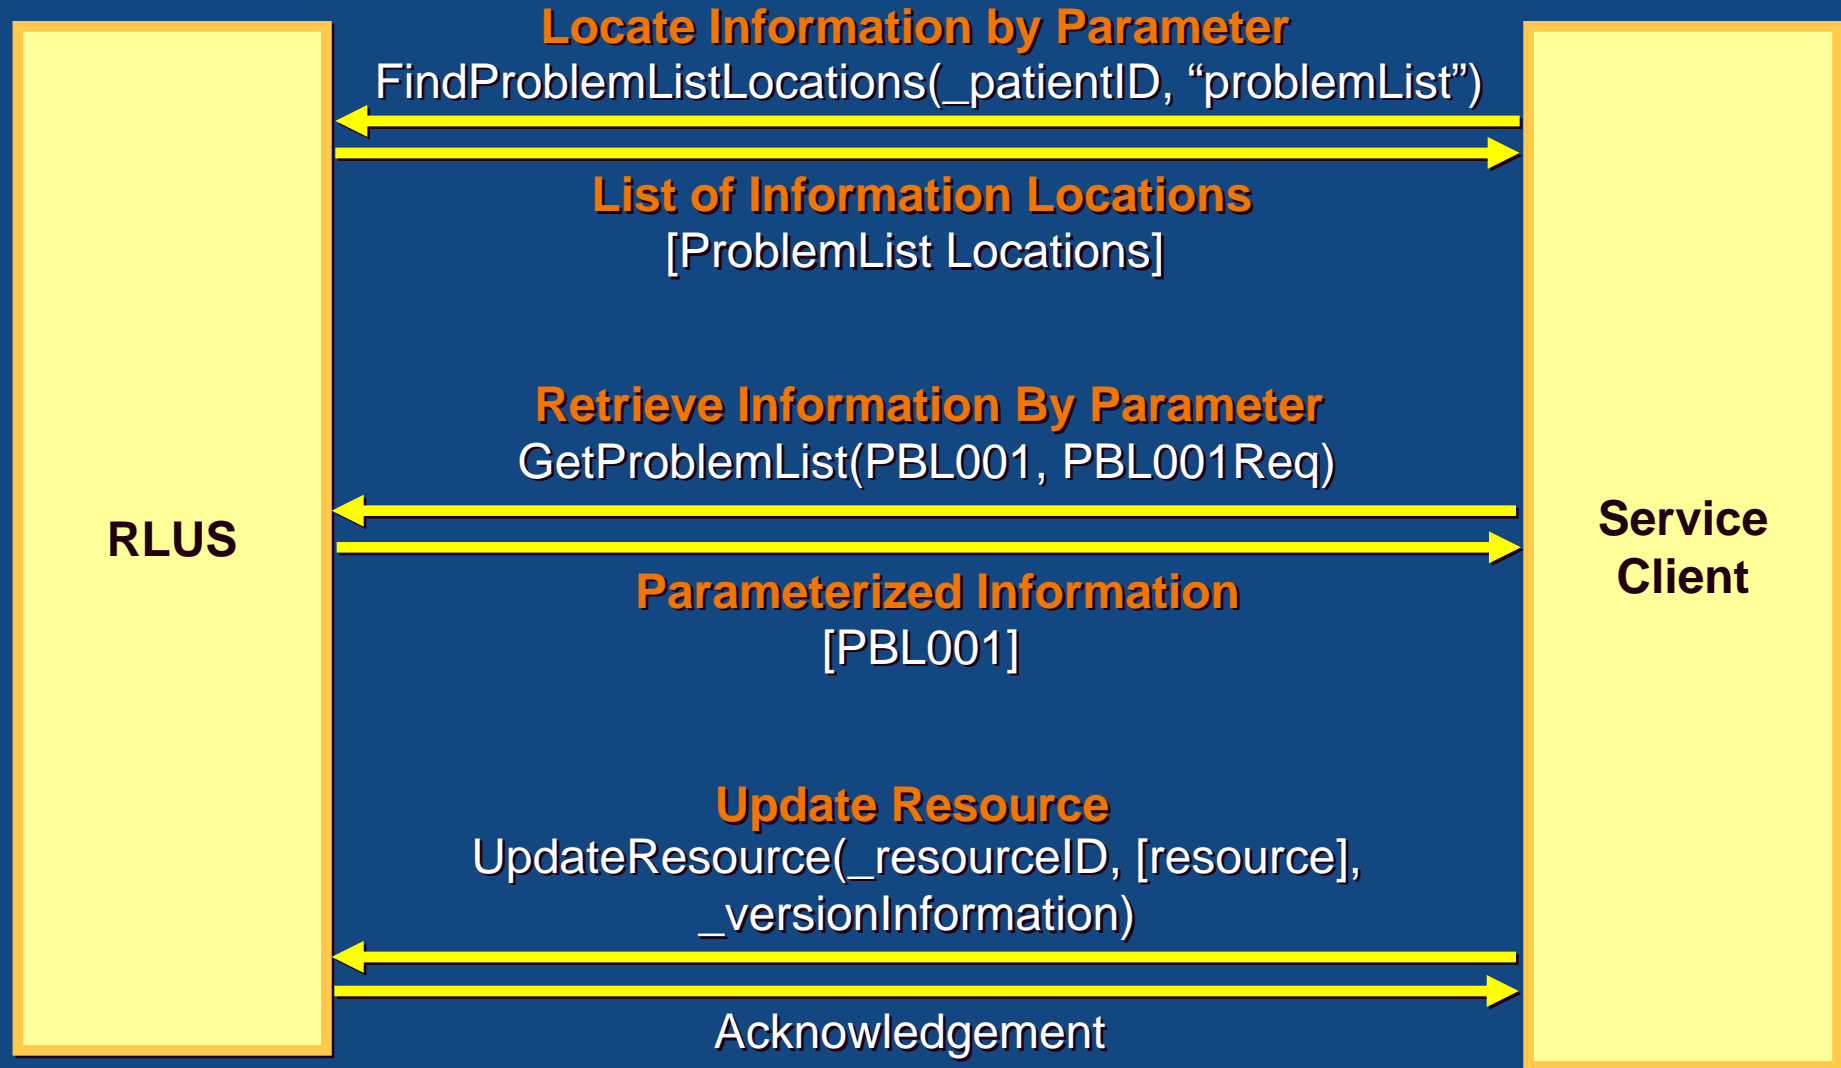 Locate Information by Parameter
FindProblemListLocations(_patientID, “problemList”)
List of Information Locations
[ProblemList Locations]
Retrieve Information By Parameter
GetProblemList(PBL001, PBL001Req)
RLUS
Service
Client
Parameterized Information
[PBL001]
Update Resource
UpdateResource(_resourceID, [resource],
_versionInformation)
Acknowledgement